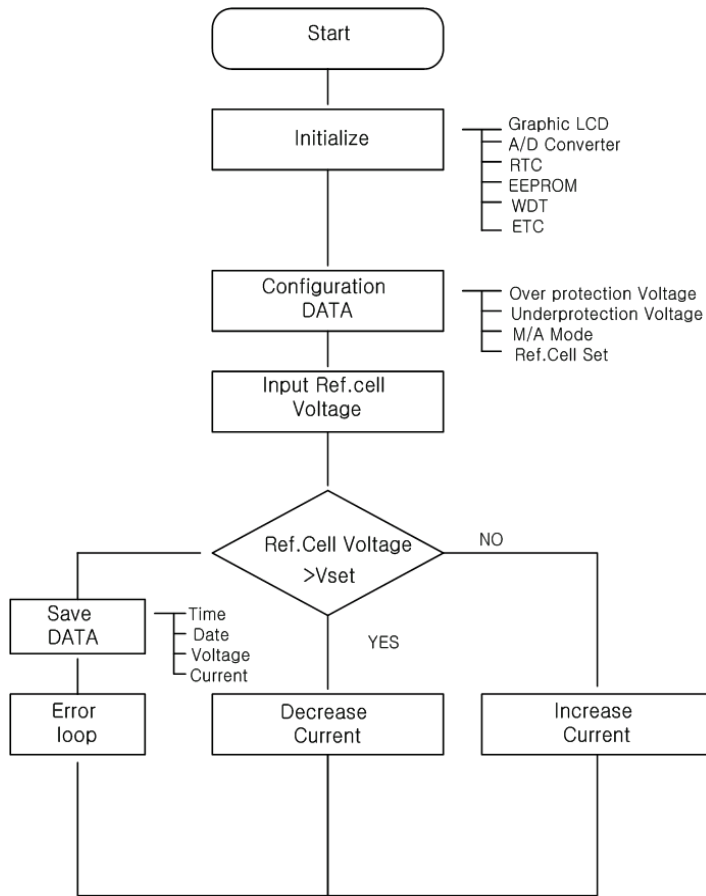 Start
Initialize
Graphic LCD
A/D Converter
RTC
EEPROM
WDT
ETC
Configuration
DATA
Over protection Voltage
Underprotection Voltage
M/A Mode
Ref.Cell Set
Input Ref.cell
Voltage
Ref.Cell Voltage
>Vset
NO
YES
Save
DATA
Time
Date
Voltage
Current
Error
loop
Decrease
Current
Increase
Current